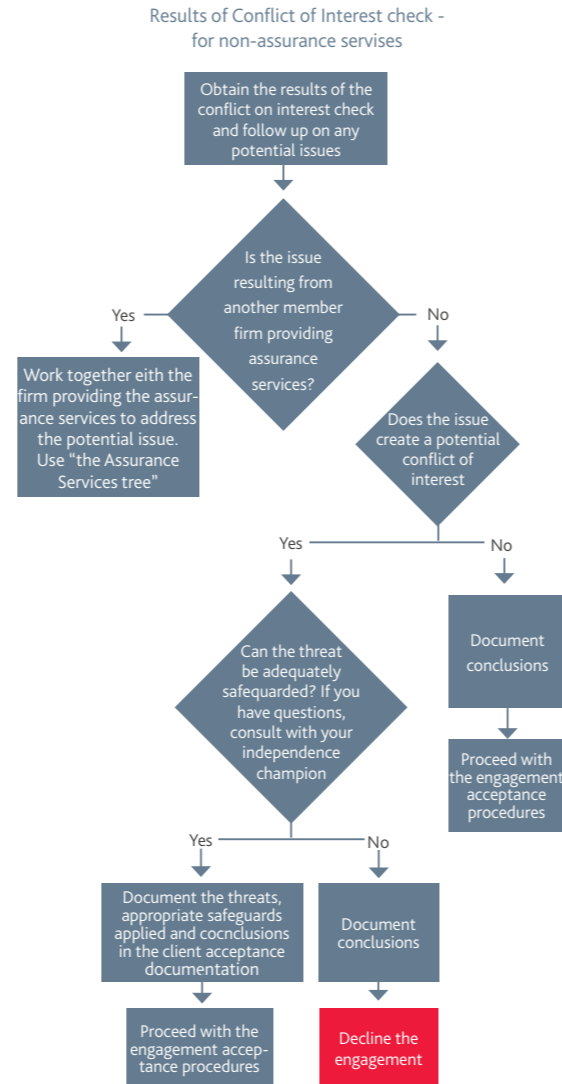 Results of Conflict of Interest check -
for non-assurance servises
Obtain the results of the
conflict on interest check
and follow up on any
potential issues
Is the issue
resulting from
another member
firm providing
assurance
services?
Yes
No
Work together eith the
firm providing the assur-
ance services to address
the potential issue.
Use “the Assurance
Services tree”
Does the issue
create a potential
conflict of
interest
Yes
No
Can the threat
be adequately
safequarded? If you
have questions,
consult with your
independence
champion
Document
conclusions
Proceed with
the engagement
acceptance
procedures
Yes
No
Document the threats,
appropriate safeguards
applied and cocnclusions
in the client acceptance
documentation
Document
conclusions
Proceed with the
engagement accep-
tance procedures
Decline the
engagement